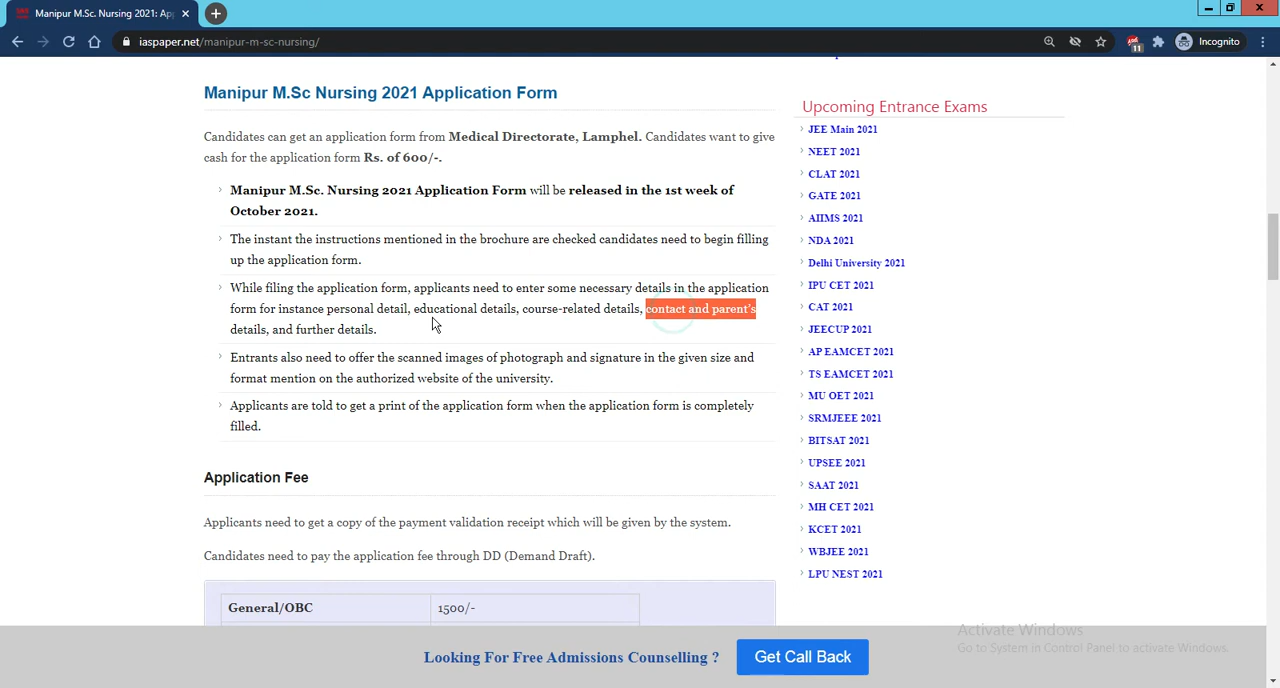 Manipur M.Sc. Nursing 2021: Ap
iaspaper.net/manipur-m-sc-nursing/
11
Incognito
Manipur M.Sc Nursing 2021 Application Form
Candidates can get an application form from Medical Directorate, Lamphel. Candidates want to give
cash for the application form Rs. of 600/-.
Manipur M.Sc. Nursing 2021 Application Form will be released in the 1st week of
October 2021.
The instant the instructions mentioned in the brochure are checked candidates need to begin filling
up the application form.
While filing the application form, applicants need to enter some necessary details in the application
form for instance personal detail, educational details, course-related details, contact and parent's
details, and further details.
Entrants also need to offer the scanned images of photograph and signature in the given size and
format mention on the authorized website of the university.
Applicants are told to get a print of the application form when the application form is completely
filled.
Application Fee
Applicants need to get a copy of the payment validation receipt which will be given by the system.
Candidates need to pay the application fee through DD (Demand Draft).
General/OBC 1500/-
Upcoming Entrance Exams
JEE Main 2021
NEET 2021
CLAT 2021
GATE 2021
AIIMS 2021
NDA 2021
Delhi University 2021
IPU CET 2021
CAT 2021
JEECUP 2021
AP EAMCET 2021
TS EAMCET 2021
MU OET 2021
SRMJEEE 2021
BITSAT 2021
UPSEE 2021
SAAT 2021
MH CET 2021
KCET 2021
WBJEE 2021
LPU NEST 2021
Looking For Free Admissions Counselling ?
Get Call Back
Activate Windows
Go to System in Control Panel to activate Windows.